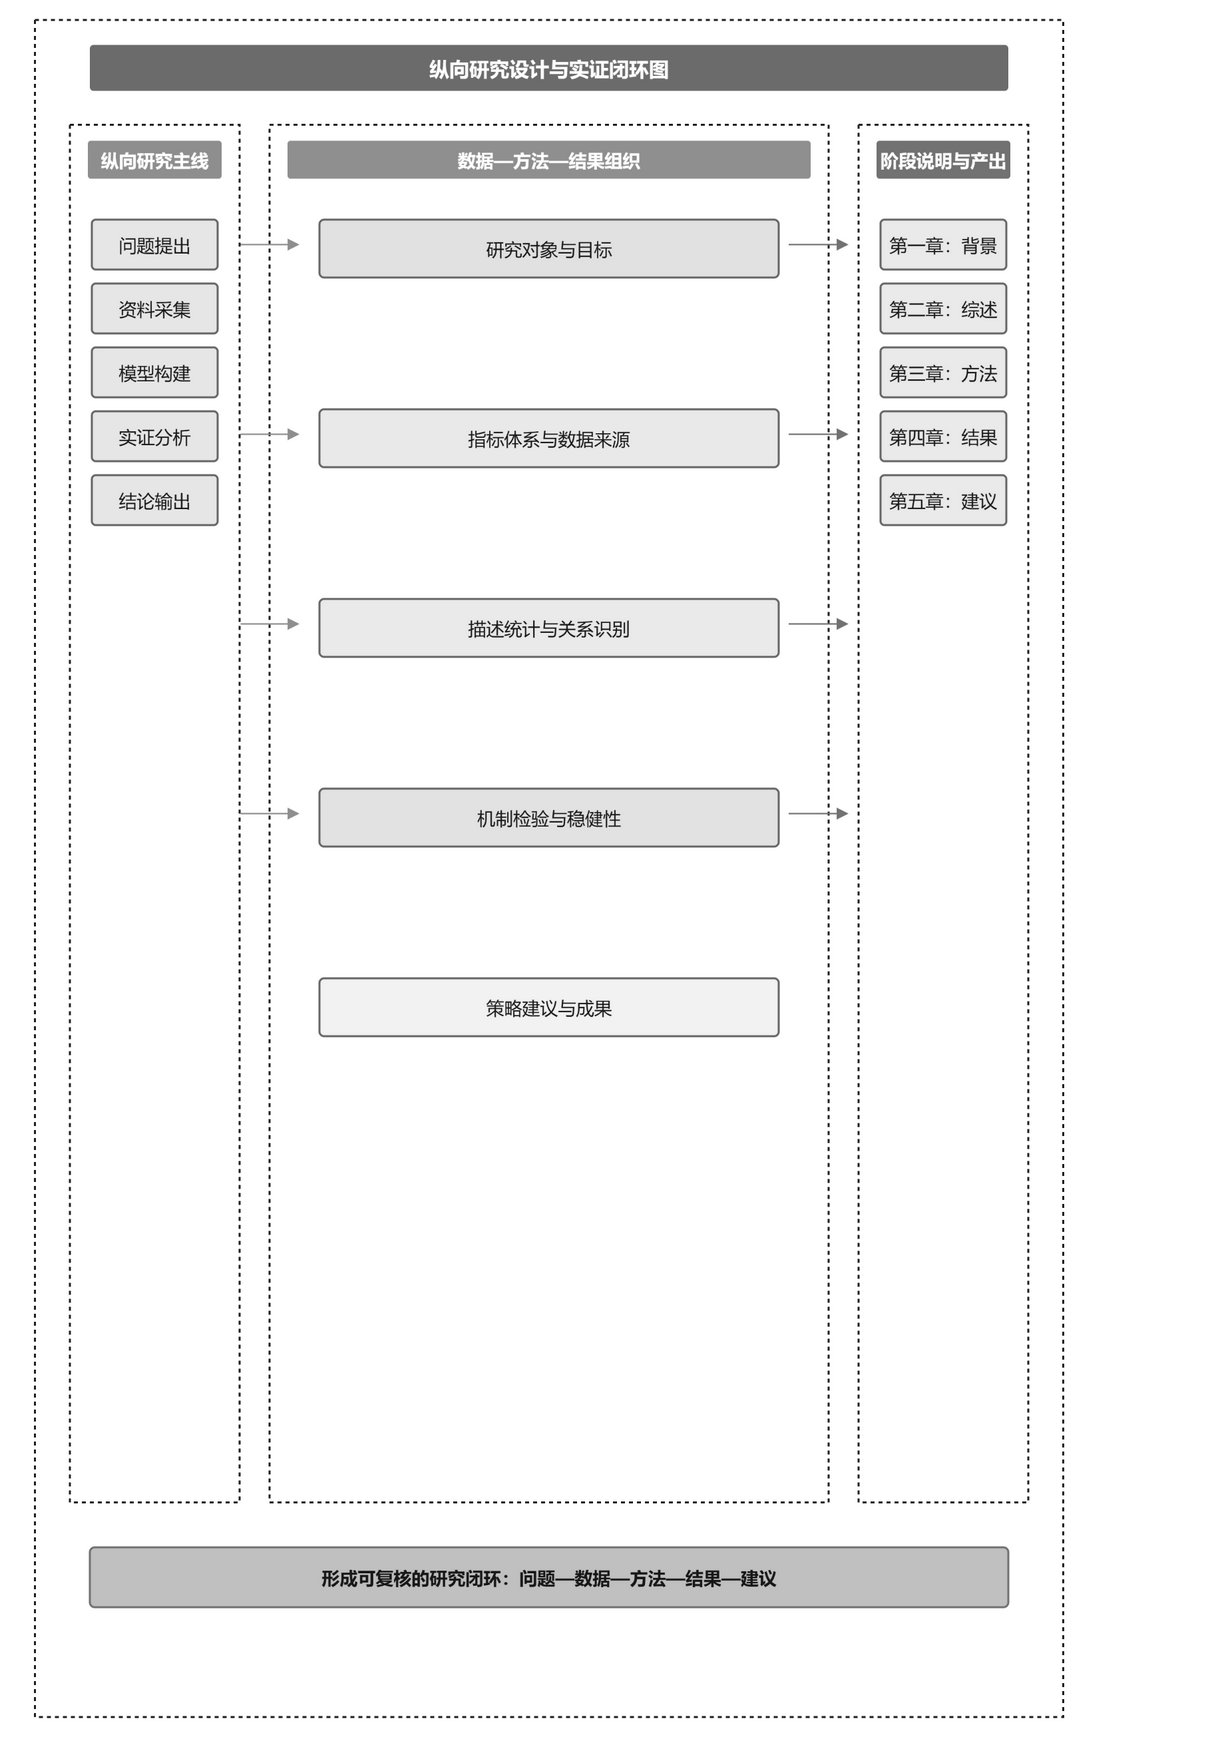 纵向研究设计与实证闭环图
纵向研究主线
问题提出
资料采集
模型构建
实证分析
结论输出
数据—方法—结果组织
研究对象与目标
指标体系与数据来源
描述统计与关系识别
机制检验与稳健性
策略建议与成果
阶段说明与产出
第一章：背景
第二章：综述
第三章：方法
第四章：结果
第五章：建议
形成可复核的研究闭环：问题—数据—方法—结果—建议